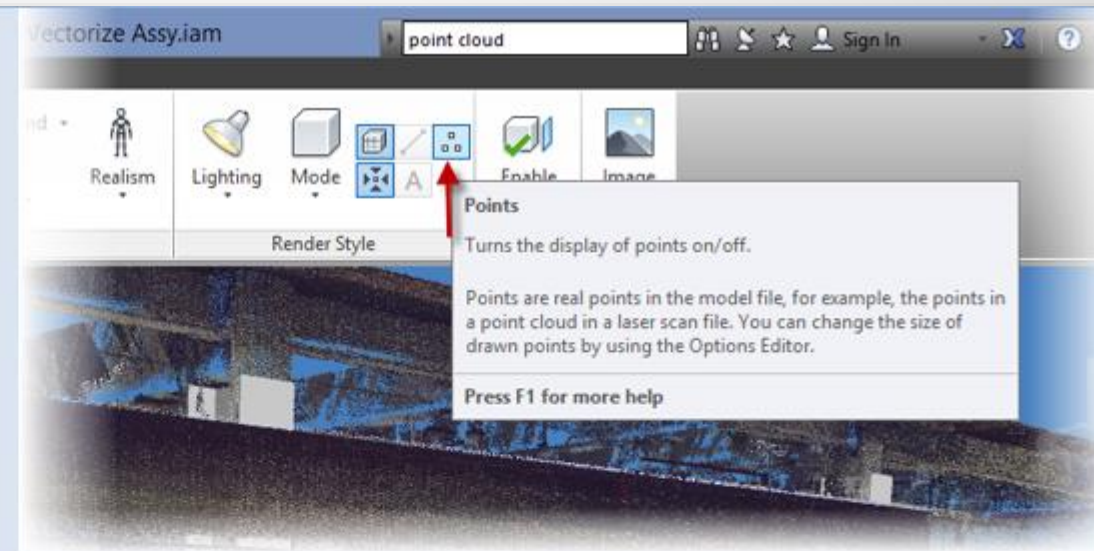 Vectorize Assy.iam
point cloud
Sign In
Realism
Lighting
Mode
A
Enable
Image
Render Style
Points
Turns the display of points on/off.
Points are real points in the model file, for example, the points in
a point cloud in a laser scan file. You can change the size of
drawn points by using the Options Editor.
Press F1 for more help